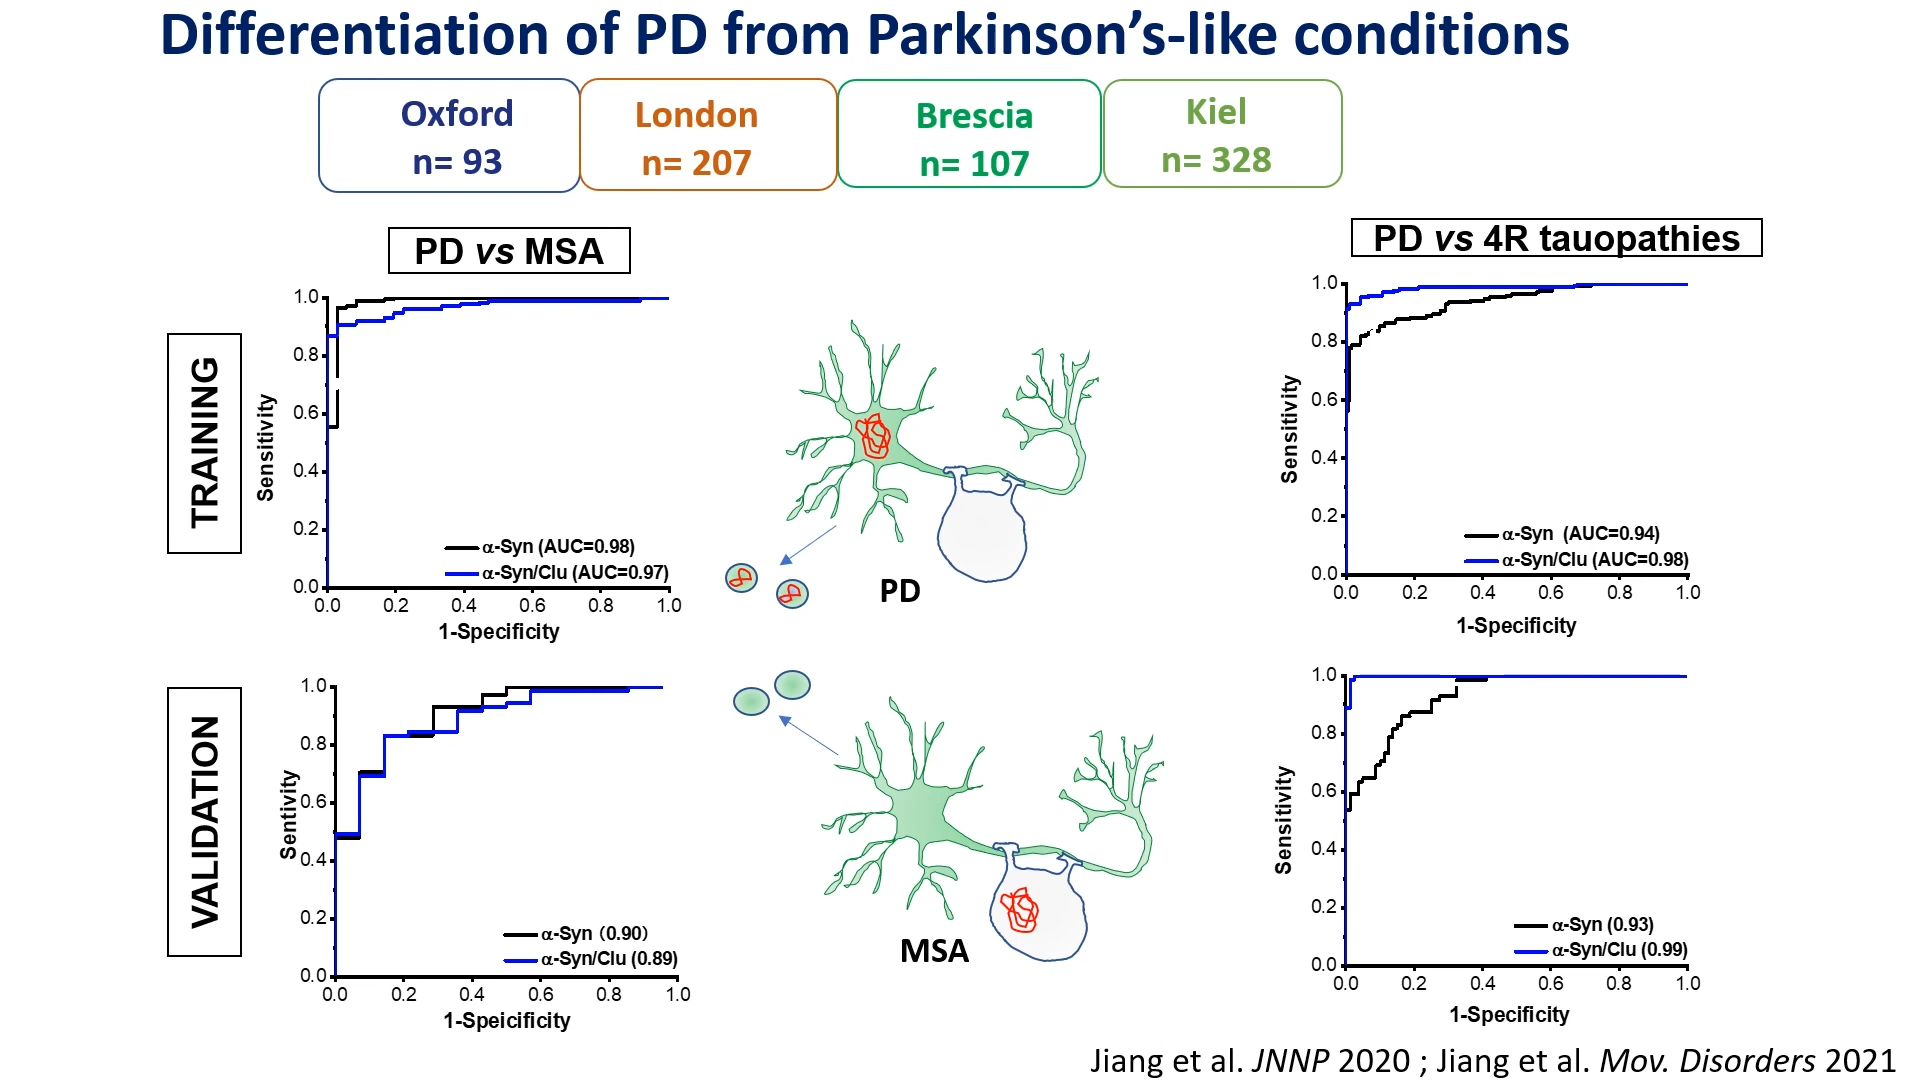 Differentiation of PD from Parkinson’s-like conditions
Oxford
n= 93
London
n= 207
Brescia
n= 107
Kiel
n= 328
PD vs MSA
PD vs 4R tauopathies
TRAINING
Sensitivity
1.0
0.8
0.6
0.4
0.2
0.0
α-Syn (AUC=0.98)
α-Syn/Clu (AUC=0.97)
0.0 0.2 0.4 0.6 0.8 1.0
1-Specificity
PD
Sensitivity
1.0
0.8
0.6
0.4
0.2
0.0
α-Syn (AUC=0.94)
α-Syn/Clu (AUC=0.98)
0.0 0.2 0.4 0.6 0.8 1.0
1-Specificity
VALIDATION
Sentivity
1.0
0.8
0.6
0.4
0.2
0.0
α-Syn (0.90)
α-Syn/Clu (0.89)
0.0 0.2 0.4 0.6 0.8 1.0
1-Speicificity
MSA
Sensitivity
1.0
0.8
0.6
0.4
0.2
0.0
α-Syn (0.93)
α-Syn/Clu (0.99)
0.0 0.2 0.4 0.6 0.8 1.0
1-Specificity
Jiang et al. JNNP 2020 ; Jiang et al. Mov. Disorders 2021